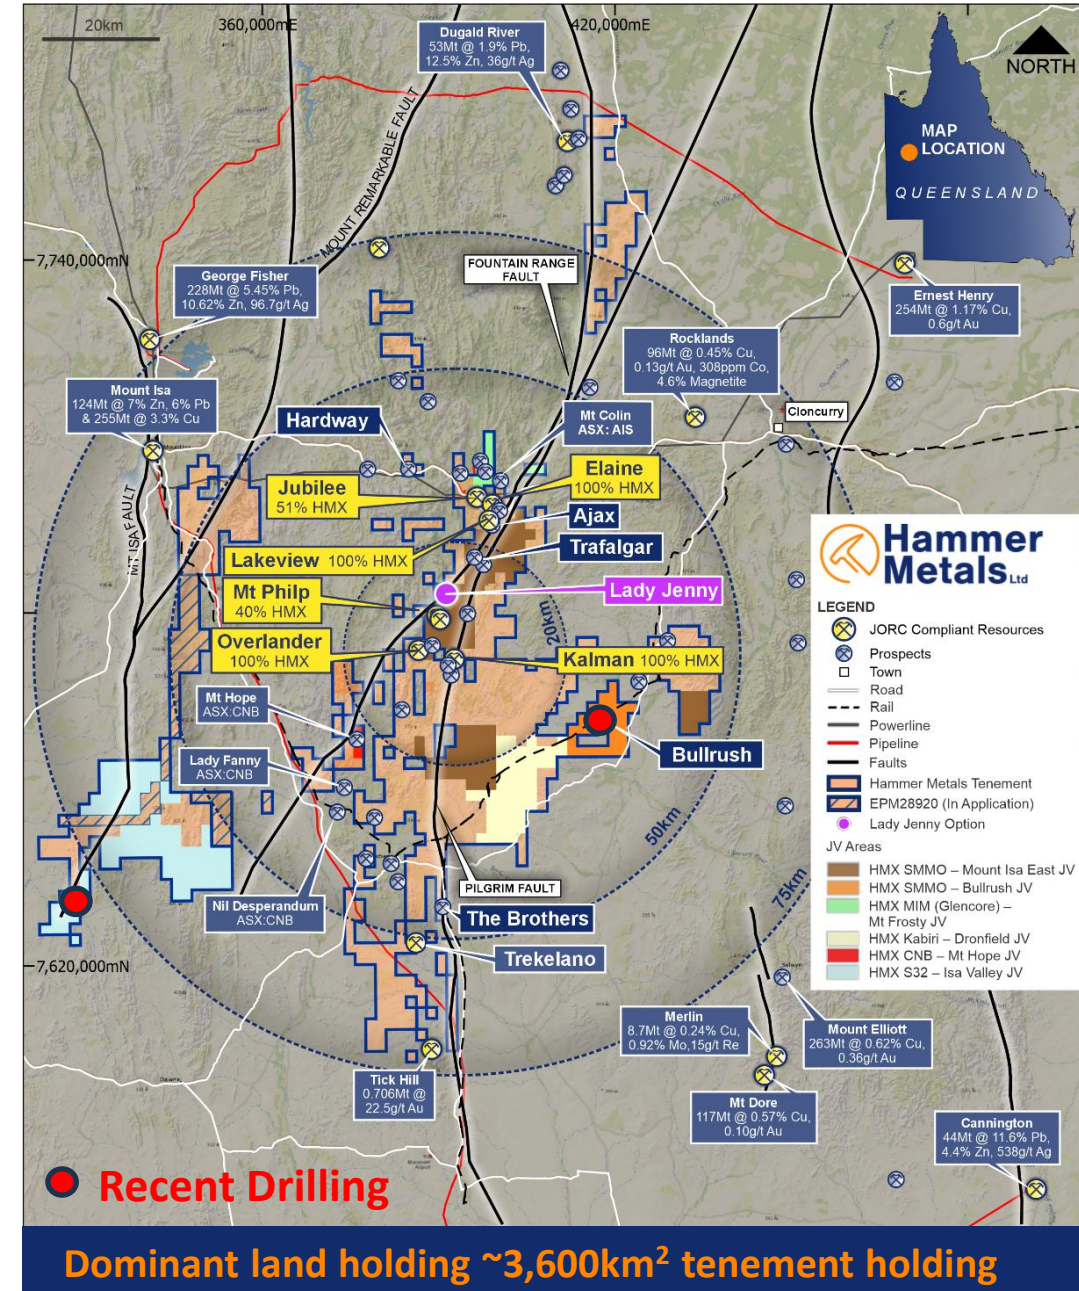 20km
360,000mE
420,000mE
NORTH
Dugald River
53Mt @ 1.9% Pb,
12.5% Zn, 36g/t Ag
MAP
LOCATION
QUEENSLAND
MOUNT REMARKABLE FAULT
7,740,000mN
George Fisher
228Mt @ 5.45% Pb,
10.62% Zn, 96.7g/t Ag
FOUNTAIN RANGE
FAULT
Ernest Henry
254Mt @ 1.17% Cu,
0.6g/t Au
Rocklands
96Mt @ 0.45% Cu,
0.13g/t Au, 308ppm Co,
4.6% Magnetite
Mount Isa
124Mt @ 7% Zn, 6% Pb
& 255Mt @ 3.3% Cu
Hardway
Mt Colin
ASX: AIS
Cloncurry
Jubilee
51% HMX
Elaine
100% HMX
Ajax
MT ISA FAULT
Lakeview 100% HMX
Trafalgar
Mt Philp
40% HMX
Lady Jenny
20km
Overlander
100% HMX
Kalman 100% HMX
Mt Hope
ASX:CNB
Bullrush
Lady Fanny
ASX:CNB
50km
75km
Nil Desperandum
ASX:CNB
PILGRIM FAULT
The Brothers
Trekelano
7,620,000mN
Selwyn
Merlin
8.7Mt @ 0.24% Cu,
0.92% Mo,15g/t Re
Mount Elliott
263Mt @ 0.62% Cu,
0.36g/t Au
Tick Hill
0.706Mt @
22.5g/t Au
Mt Dore
117Mt @ 0.57% Cu,
0.10g/t Au
Cannington
44Mt @ 11.6% Pb,
4.4% Zn, 538g/t Ag
Hammer
Metals Ltd
LEGEND
JORC Compliant Resources
Prospects
Town
Road
Rail
Powerline
Pipeline
Faults
Hammer Metals Tenement
EPM28920 (In Application)
Lady Jenny Option
JV Areas
HMX SMMO – Mount Isa East JV
HMX SMMO – Bullrush JV
HMX MIM (Glencore) –
Mt Frosty JV
HMX Kabiri – Dronfield JV
HMX CNB – Mt Hope JV
HMX S32 – Isa Valley JV
Recent Drilling
Dominant land holding ~3,600km² tenement holding